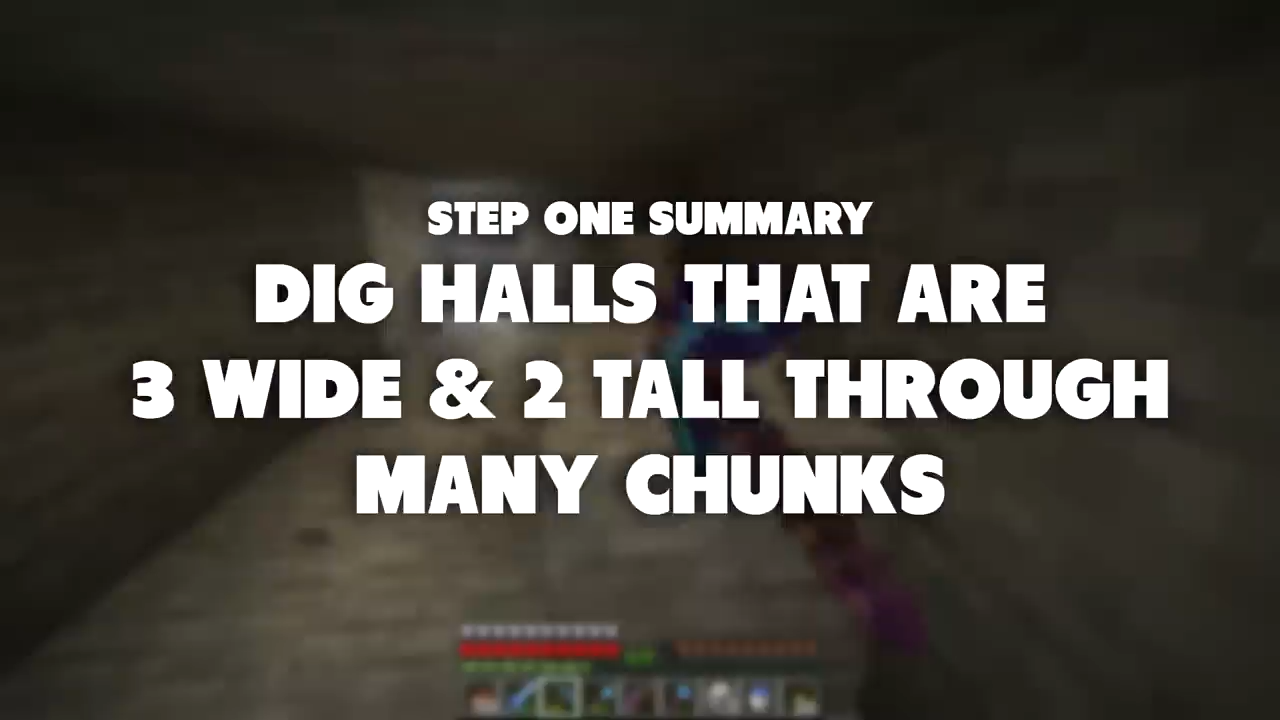 STEP ONE SUMMARY
DIG HALLS THAT ARE
3 WIDE & 2 TALL THROUGH
MANY CHUNKS